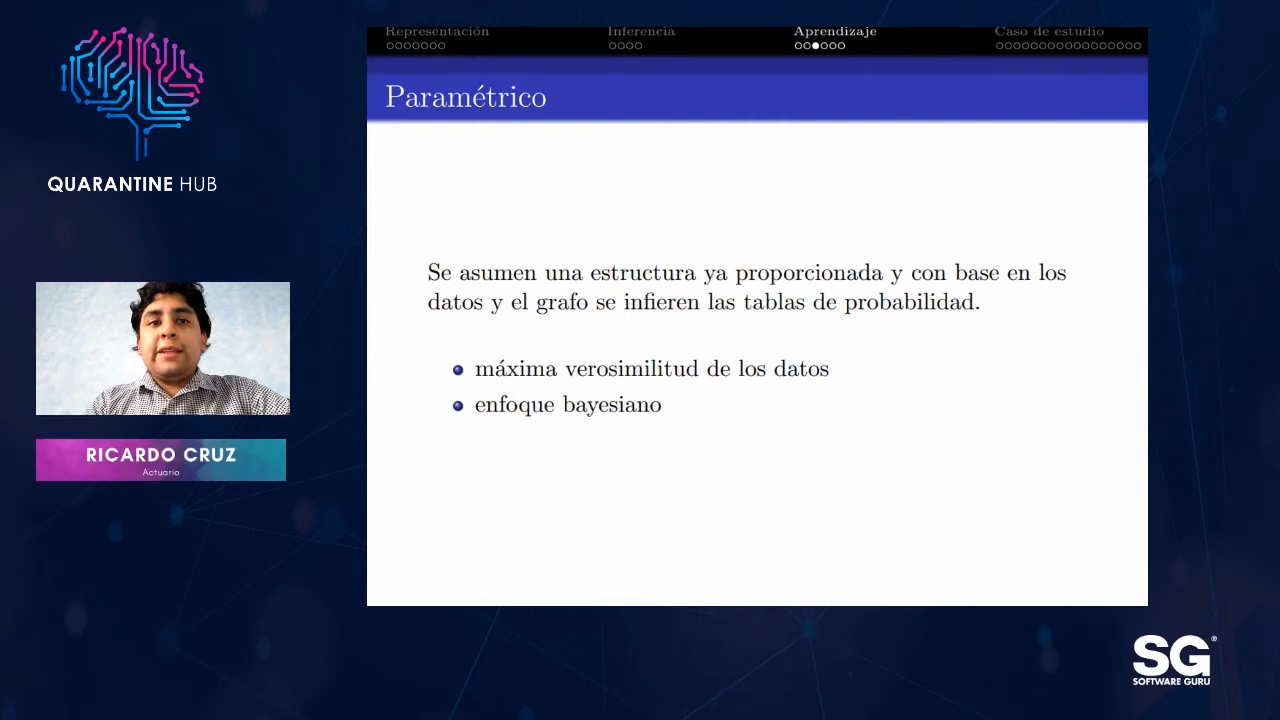 QUARANTINE HUB
RICARDO CRUZ
Actuario
Representación
Inferencia
Aprendizaje
Caso de estudio
Paramétrico
Se asumen una estructura ya proporcionada y con base en los
datos y el grafo se infieren las tablas de probabilidad.
máxima verosimilitud de los datos
enfoque bayesiano
SG®
SOFTWARE GURU